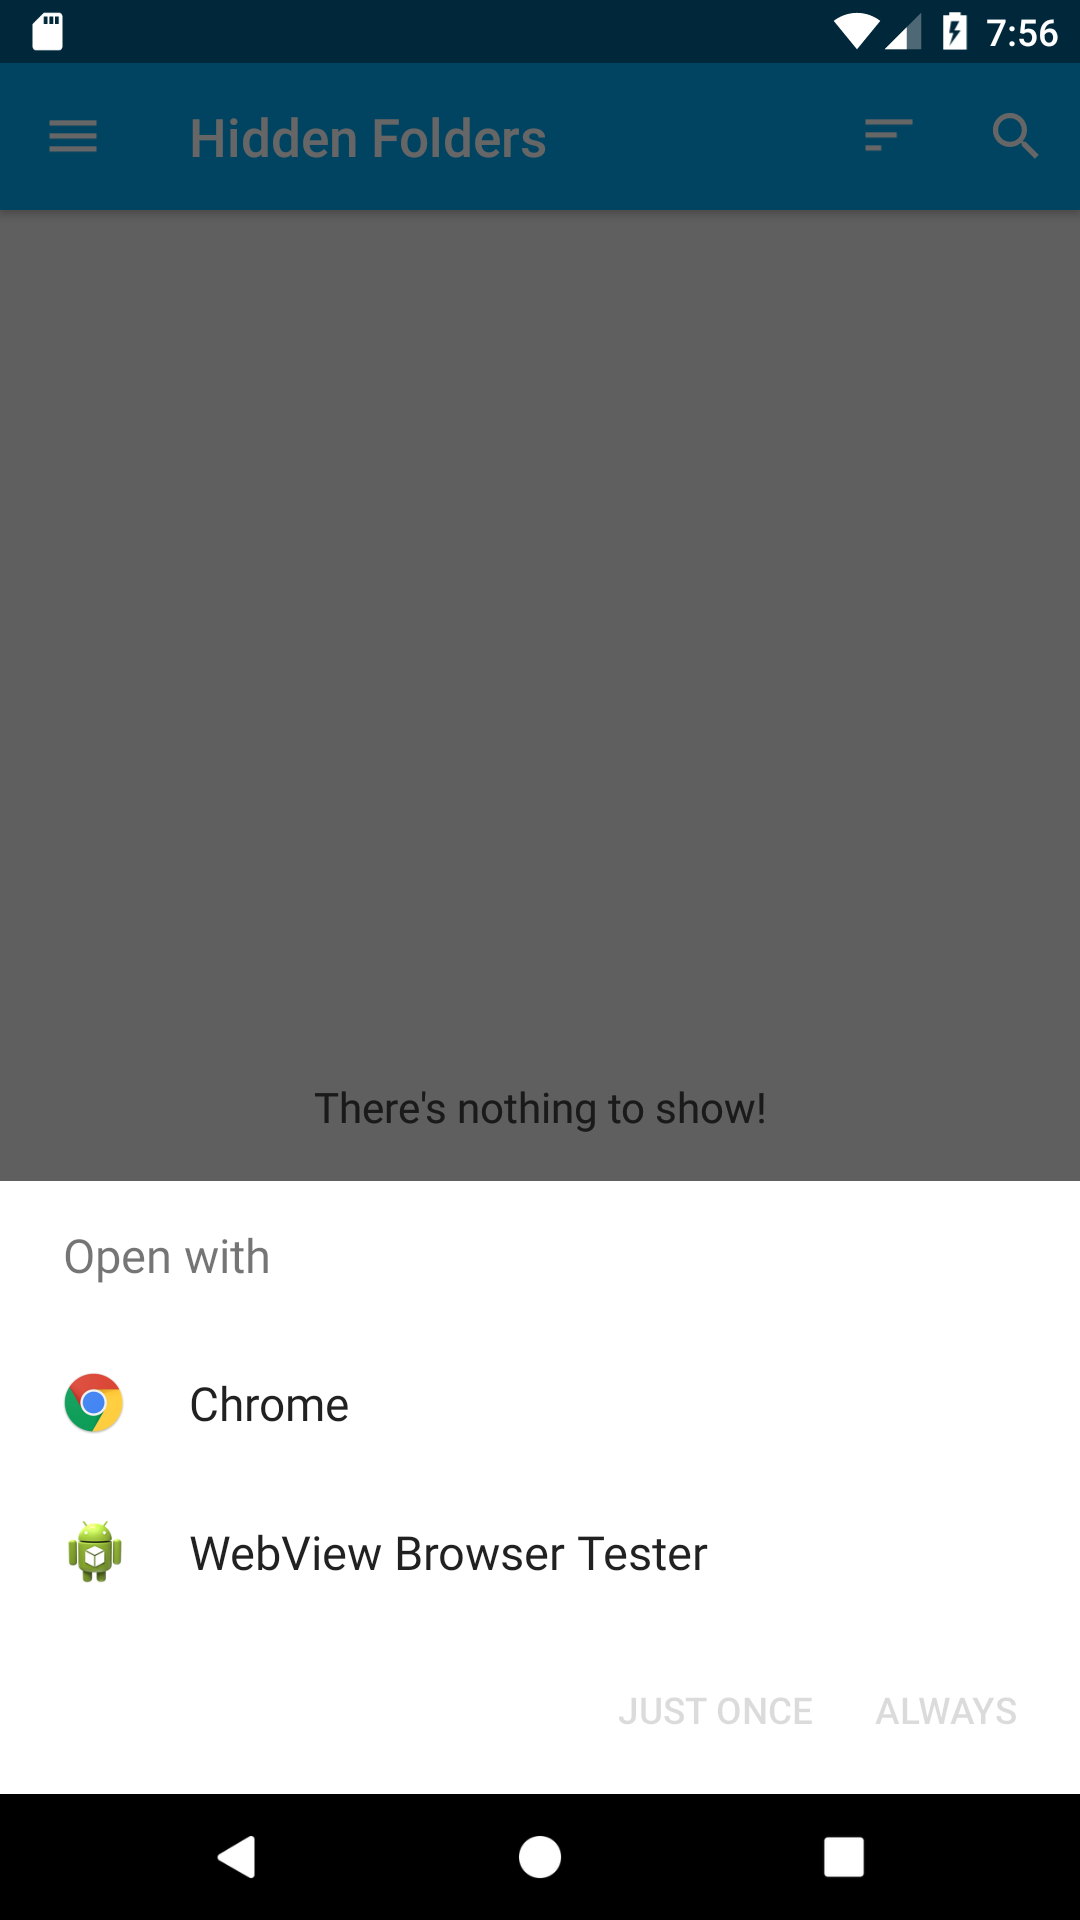 7:56
Hidden Folders
There's nothing to show!
Open with
Chrome
WebView Browser Tester
JUST ONCE ALWAYS